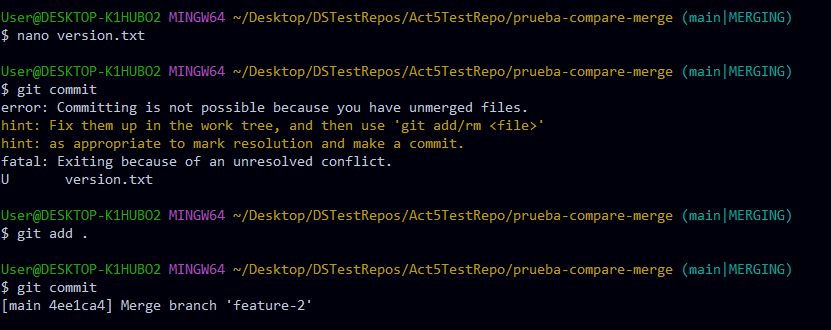 User@DESKTOP-K1HUBO2 MINGW64 ~/Desktop/DSTestRepos/Act5TestRepo/prueba-compare-merge (main|MERGING)
$ nano version.txt
User@DESKTOP-K1HUBO2 MINGW64 ~/Desktop/DSTestRepos/Act5TestRepo/prueba-compare-merge (main|MERGING)
$ git commit
error: Committing is not possible because you have unmerged files.
hint: Fix them up in the work tree, and then use 'git add/rm <file>'
hint: as appropriate to mark resolution and make a commit.
fatal: Exiting because of an unresolved conflict.
U       version.txt
User@DESKTOP-K1HUBO2 MINGW64 ~/Desktop/DSTestRepos/Act5TestRepo/prueba-compare-merge (main|MERGING)
$ git add .
User@DESKTOP-K1HUBO2 MINGW64 ~/Desktop/DSTestRepos/Act5TestRepo/prueba-compare-merge (main|MERGING)
$ git commit
[main 4ee1ca4] Merge branch 'feature-2'